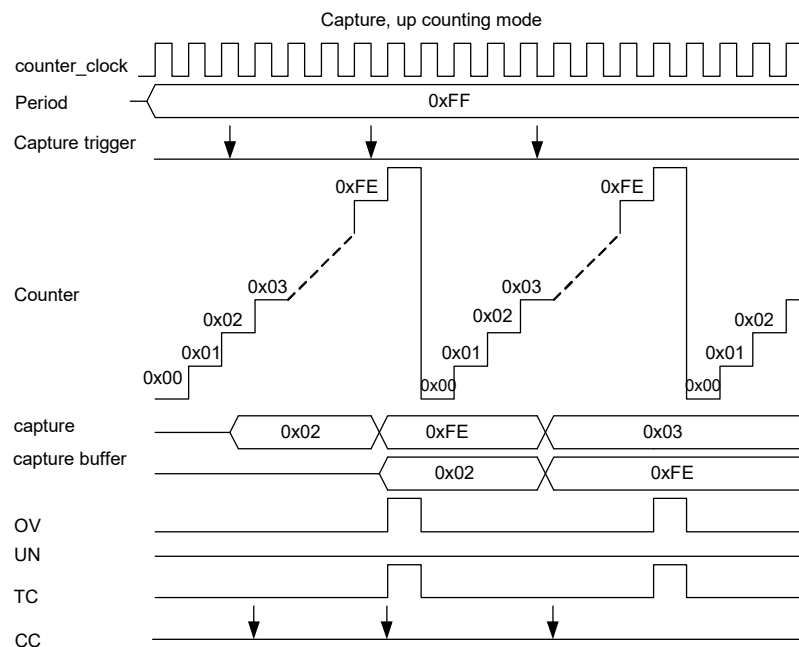 Capture, up counting mode
counter_clock
Period
0xFF
Capture trigger
0xFE
0xFE
Counter
0x03
0x03
0x02
0x02
0x02
0x01
0x01
0x01
0x00
0x00
0x00
capture
0x02
0xFE
0x03
capture buffer
0x02
0xFE
OV
UN
TC
CC